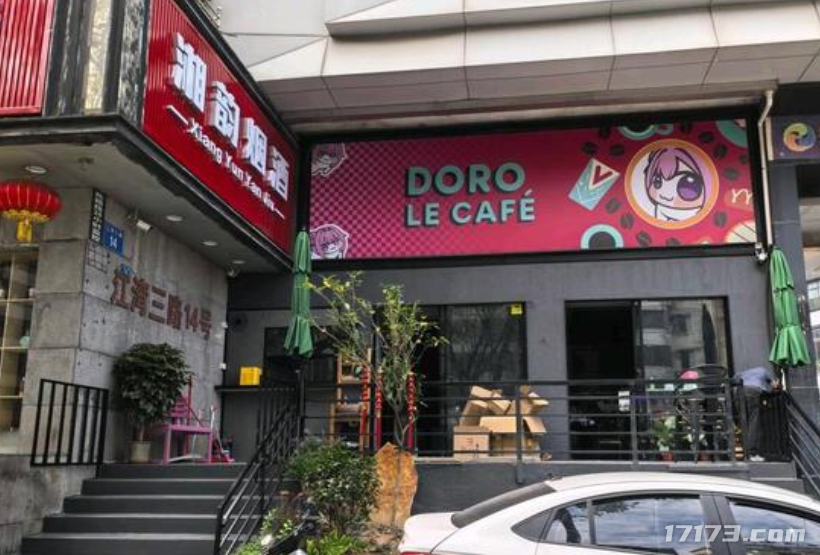 湘韵烟酒
Xiang Yun Yan Jiu
DORO
LE CAFÉ
14
江湾三路14号
17173.com